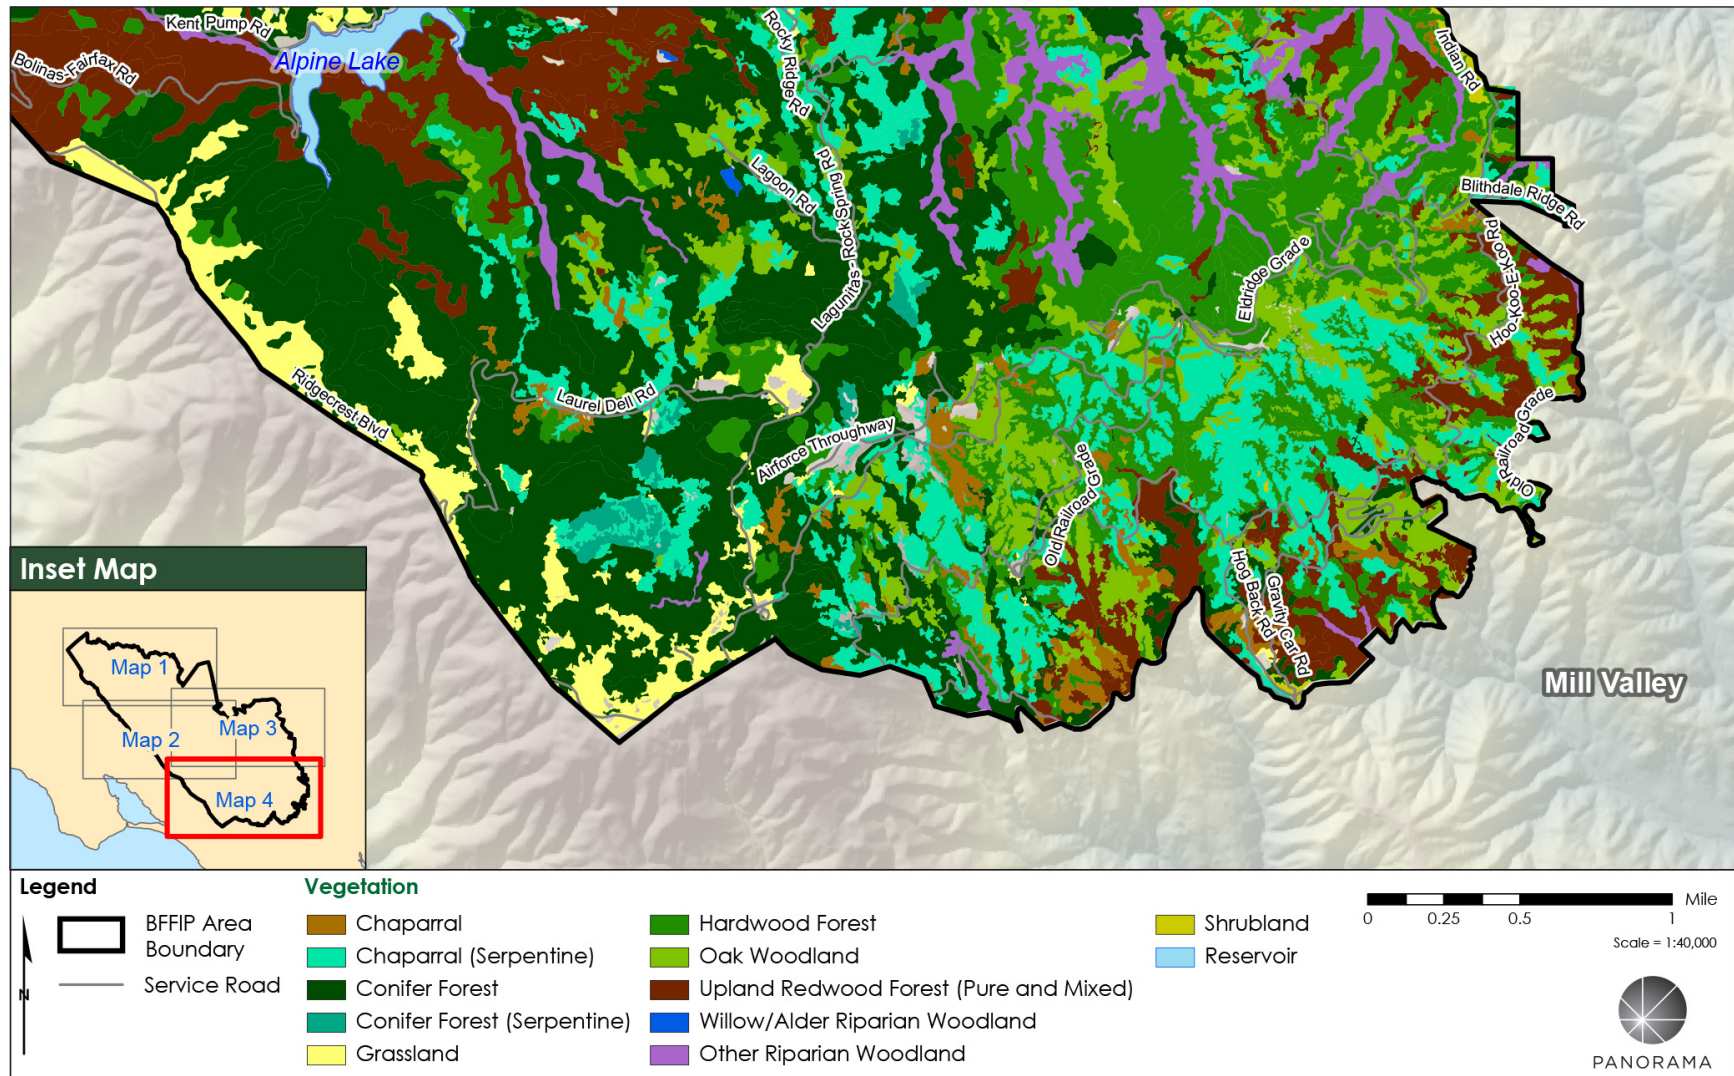 Kent Pump Rd
Bolinas-Fairfax Rd
Alpine Lake
Rocky Ridge Rd
Indian Rd
Lagoon Rd
Lagunitas - Rock Spring Rd
Blithdale Ridge Rd
Hoo-Koo-E-Koo Rd
Eldridge Grade
Ridgecrest Blvd
Laurel Dell Rd
Airforce Throughway
Old Railroad Grade
Old Railroad Grade
Hog Back Rd
Gravity Car Rd
Mill Valley
Inset Map
Map 1
Map 2
Map 3
Map 4
Legend
BFFIP Area
Boundary
Service Road
N
Vegetation
Chaparral
Chaparral (Serpentine)
Conifer Forest
Conifer Forest (Serpentine)
Grassland
Hardwood Forest
Oak Woodland
Upland Redwood Forest (Pure and Mixed)
Willow/Alder Riparian Woodland
Other Riparian Woodland
Shrubland
Reservoir
Mile
0 0.25 0.5 1
Scale = 1:40,000
PANORAMA